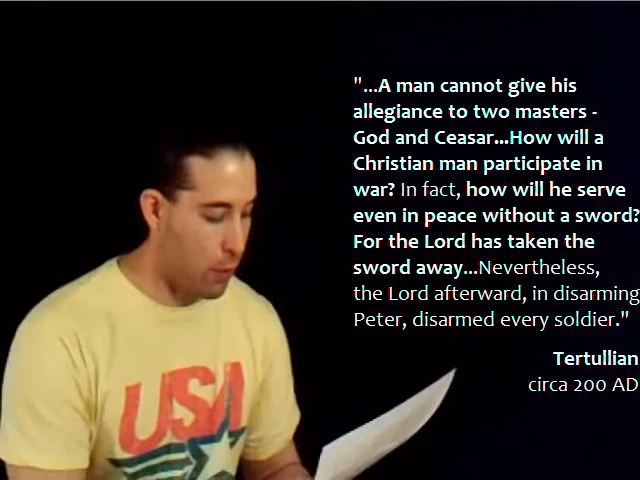 "...A man cannot give his
allegiance to two masters -
God and Ceasar...How will a
Christian man participate in
war? In fact, how will he serve
even in peace without a sword?
For the Lord has taken the
sword away...Nevertheless,
the Lord afterward, in disarming
Peter, disarmed every soldier."
Tertullian
circa 200 AD
USA